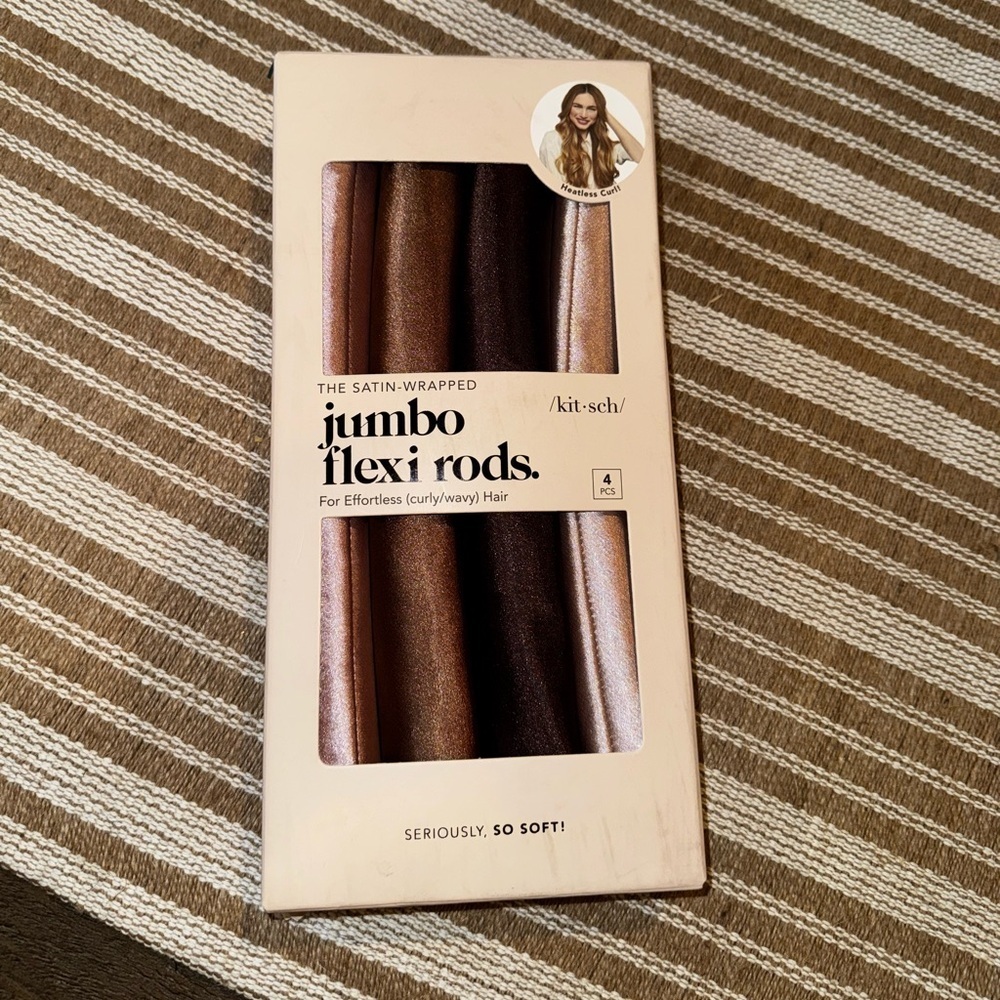 Heatless Curl!
THE SATIN-WRAPPED
jumbo
flexi rods.
/kit·sch/
For Effortless (curly/wavy) Hair
4
PCS
SERIOUSLY, SO SOFT!